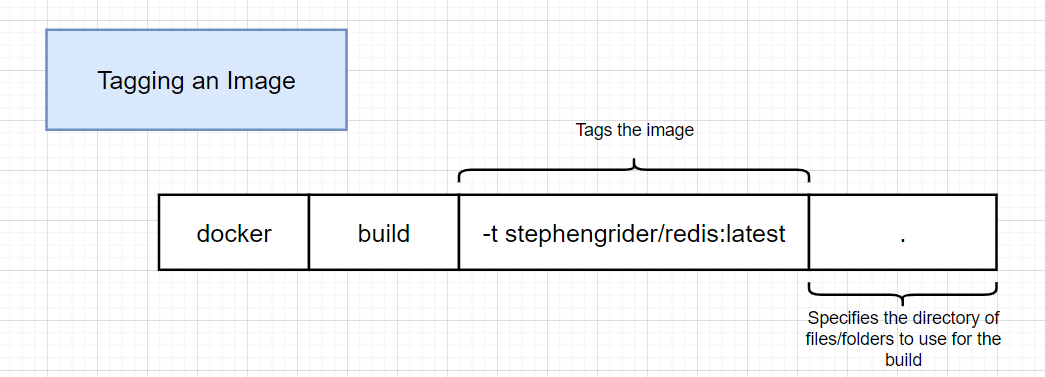 Tagging an Image
Tags the image
docker
build
-t stephengrider/redis:latest
.
Specifies the directory of
files/folders to use for the
build